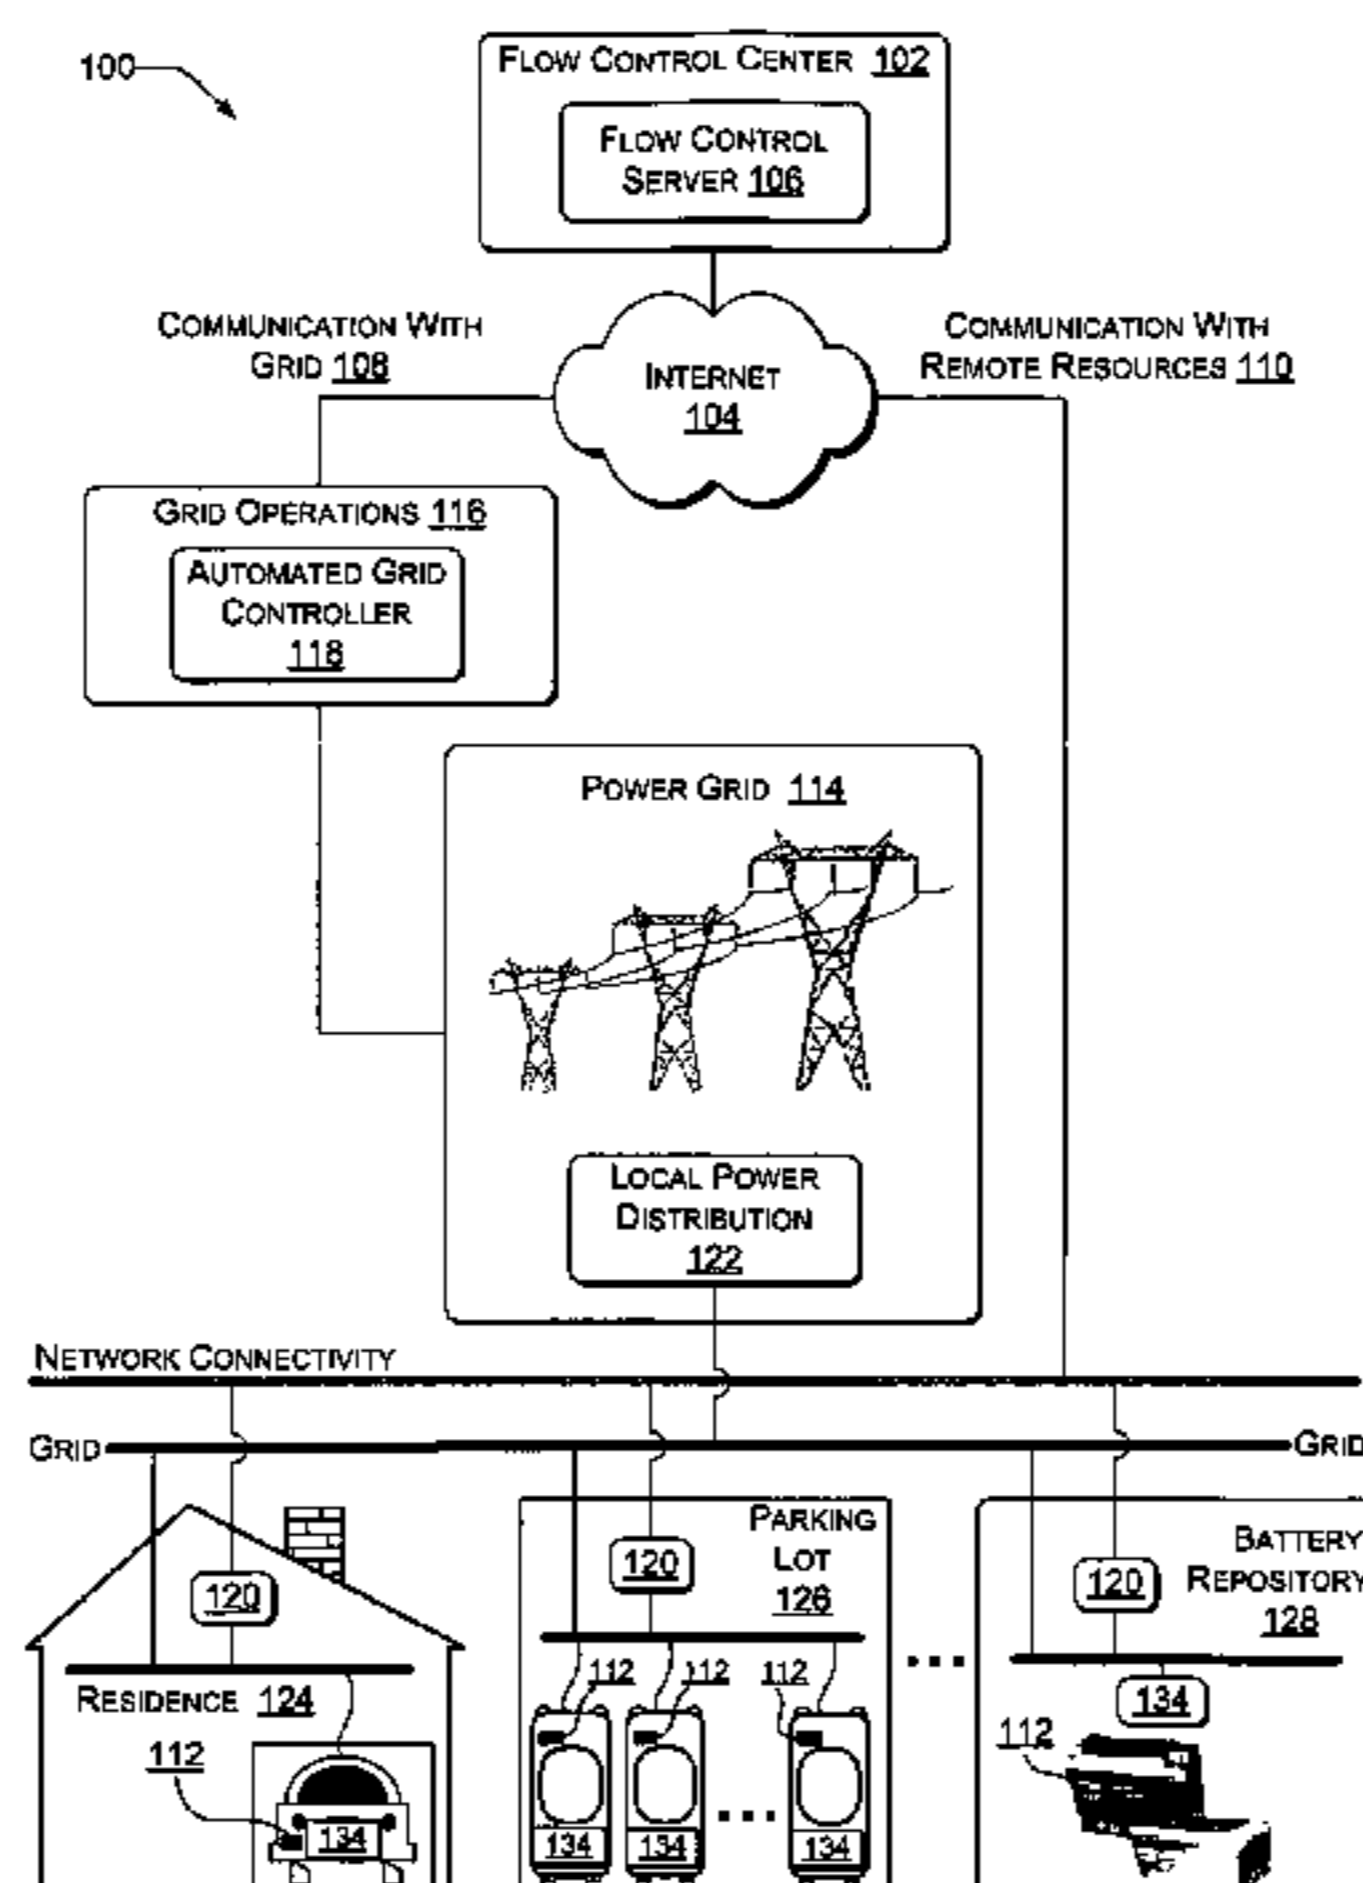 100
FLOW CONTROL CENTER 102
FLOW CONTROL
SERVER 106
COMMUNICATION WITH
GRID 108
INTERNET
104
COMMUNICATION WITH
REMOTE RESOURCES 110
GRID OPERATIONS 116
AUTOMATED GRID
CONTROLLER
118
POWER GRID 114
LOCAL POWER
DISTRIBUTION
122
NETWORK CONNECTIVITY
GRID
GRID
120
RESIDENCE 124
112
134
PARKING
LOT
126
120
112
112
112
134
134
134
BATTERY
REPOSITORY
128
120
134
112